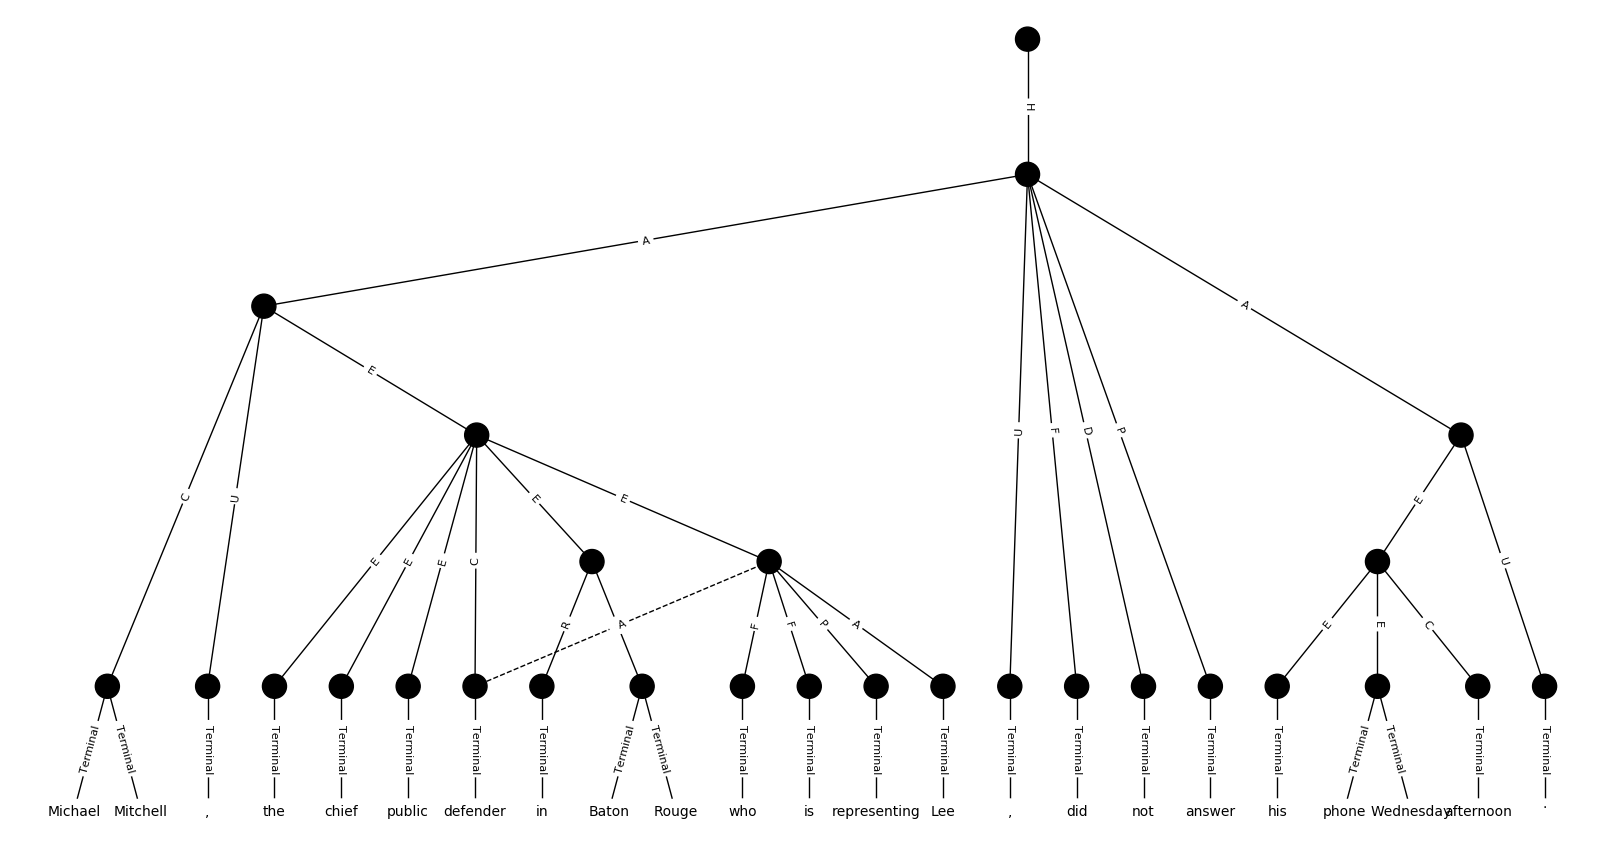 H
A
A
E
C
U
U
F
D
P
E
E
E
E
E
C
E
U
R
A
F
F
P
A
E
E
C
Terminal Terminal Terminal Terminal Terminal Terminal Terminal Terminal Terminal Terminal Terminal Terminal Terminal Terminal Terminal Terminal Terminal Terminal Terminal Terminal Terminal Terminal Terminal
Michael Mitchell , the chief public defender in Baton Rouge who is representing Lee , did not answer his phone Wednesday afternoon .